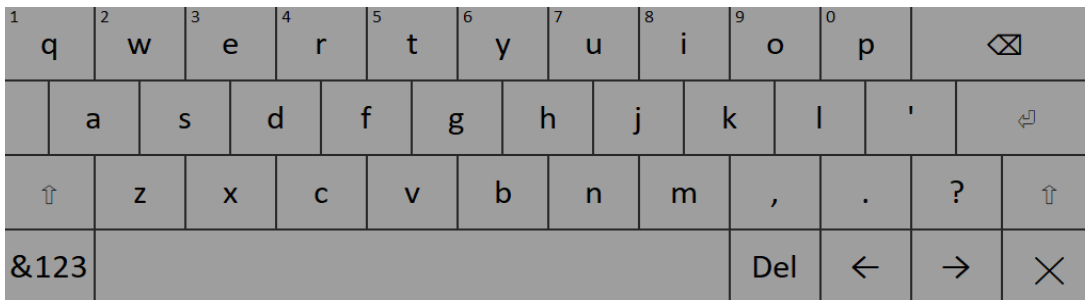 1 q 2 w 3 e 4 r 5 t 6 y 7 u 8 i 9 o 0 p ⌫
a s d f g h j k l ' ⏎
⇧ z x c v b n m , . ? ⇧
&123 Del ← → ×